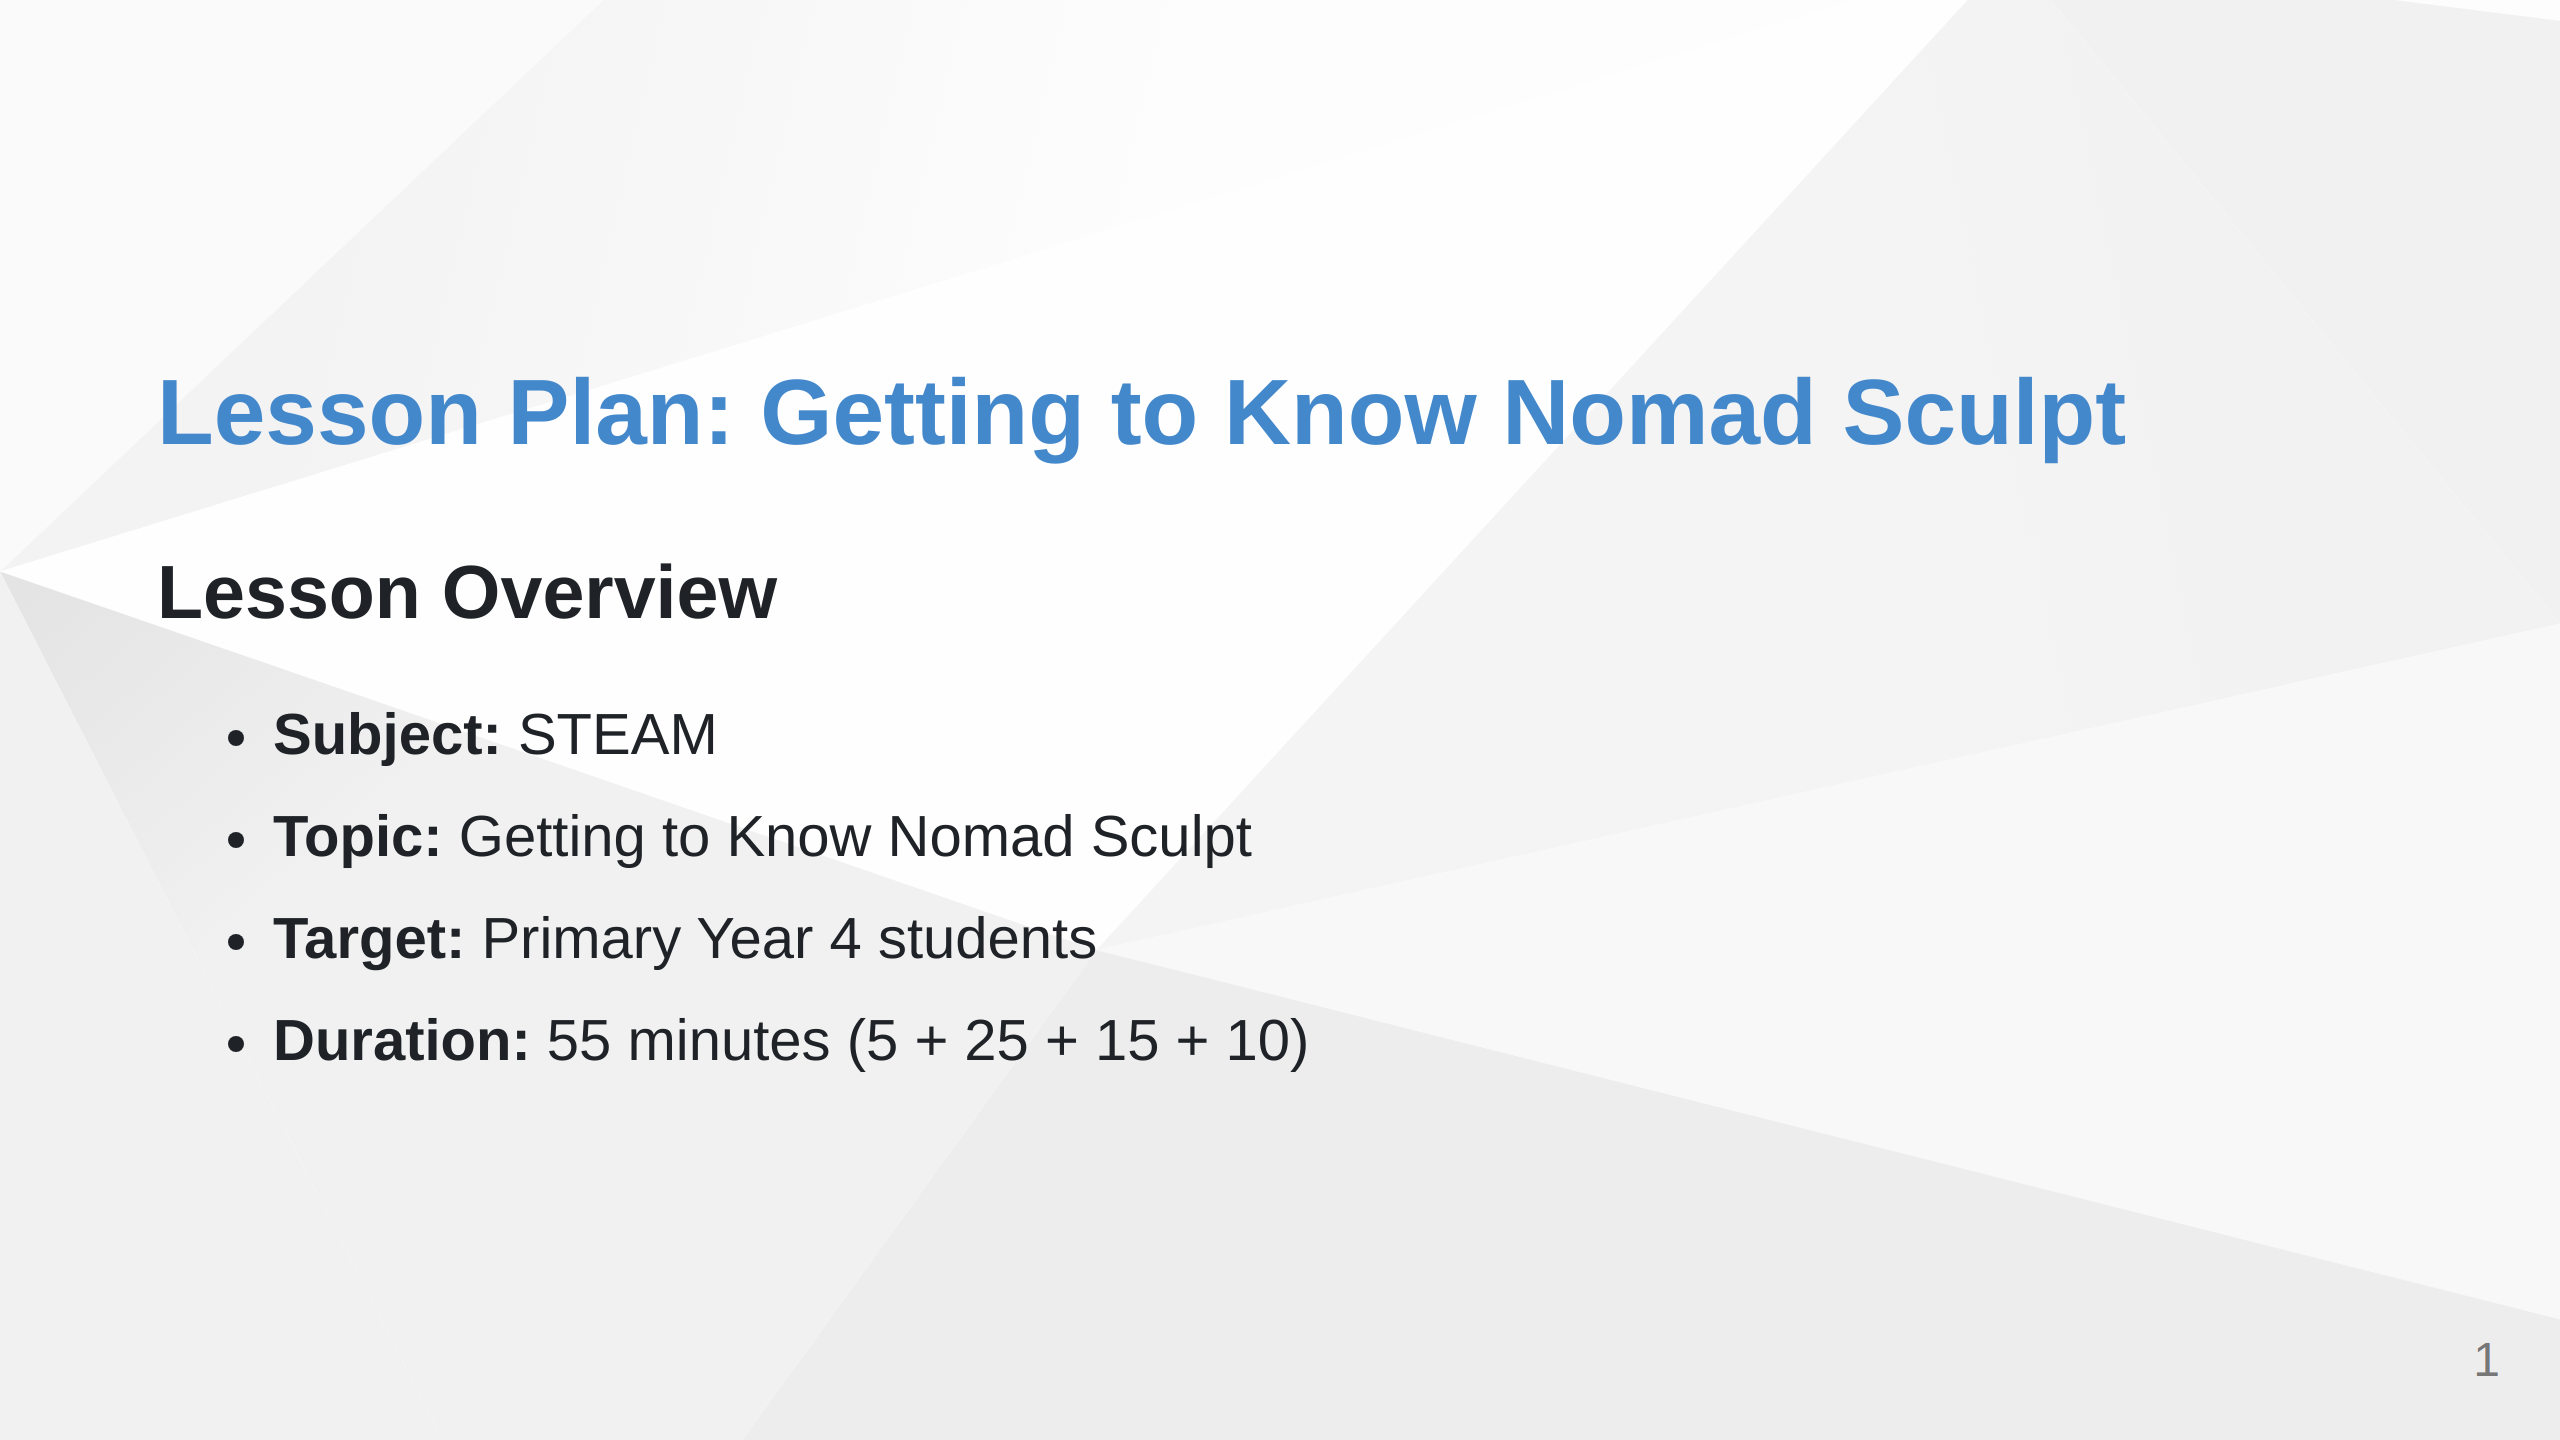 Lesson Plan: Getting to Know Nomad Sculpt
Lesson Overview
• Subject: STEAM
• Topic: Getting to Know Nomad Sculpt
• Target: Primary Year 4 students
• Duration: 55 minutes (5 + 25 + 15 + 10)
1